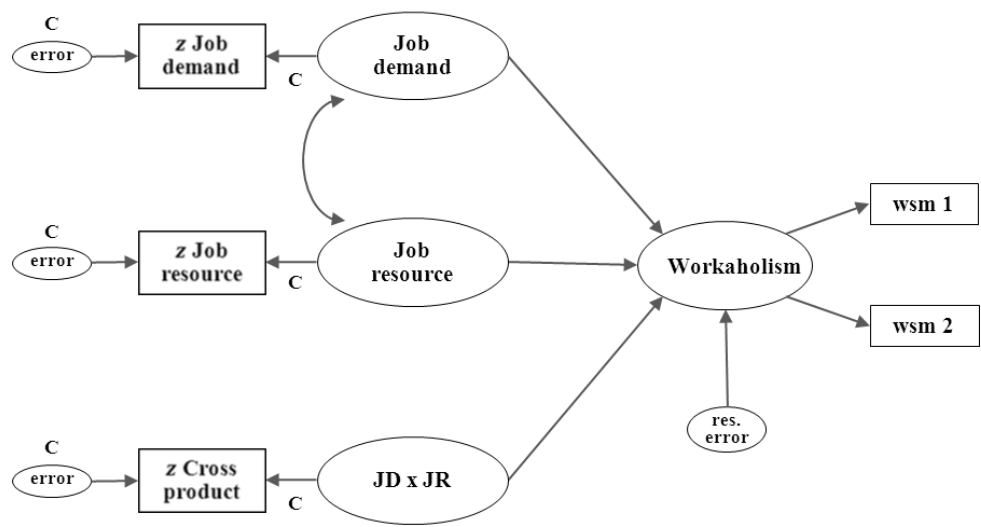 C
error
z Job
demand
C
Job
demand
C
error
z Job
resource
C
Job
resource
Workaholism
wsm 1
wsm 2
res.
error
C
error
z Cross
product
C
JD x JR